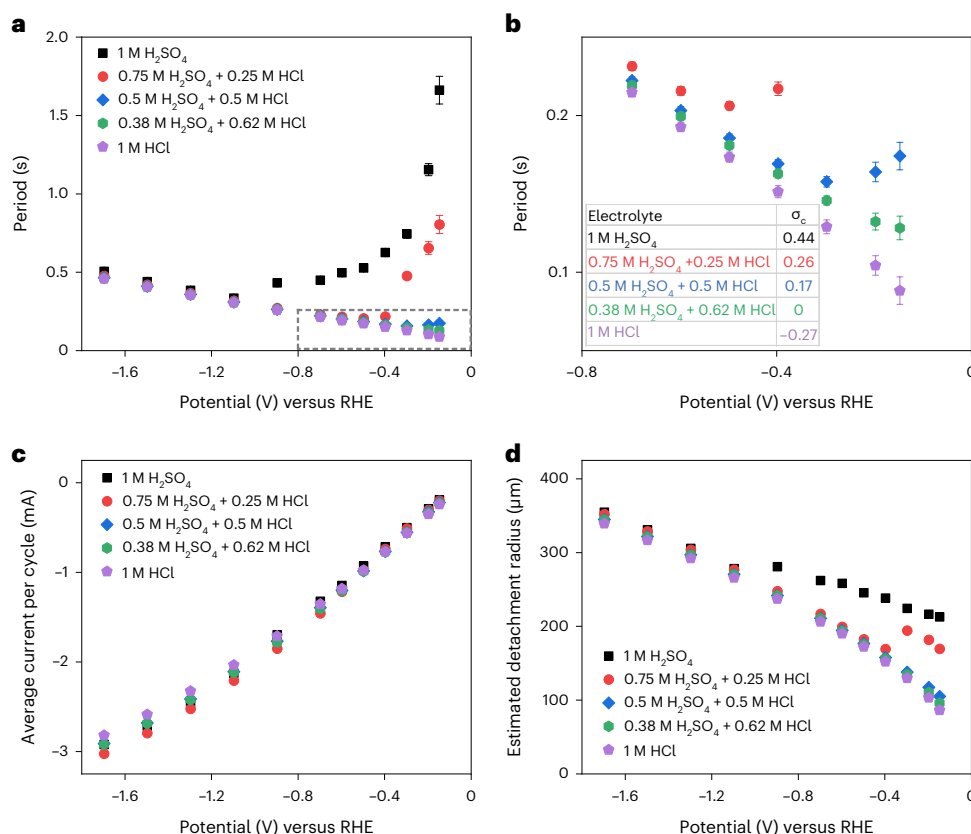 a
2.0
1.5
1.0
0.5
0
Period (s)
1 M H₂SO₄
0.75 M H₂SO₄ + 0.25 M HCl
0.5 M H₂SO₄ + 0.5 M HCl
0.38 M H₂SO₄ + 0.62 M HCl
1 M HCl
−1.6
−1.2
−0.8
−0.4
0
Potential (V) versus RHE
b
0.2
0.1
Period (s)
Electrolyte σc
1 M H₂SO₄ 0.44
0.75 M H₂SO₄ +0.25 M HCl 0.26
0.5 M H₂SO₄ + 0.5 M HCl 0.17
0.38 M H₂SO₄ + 0.62 M HCl 0
1 M HCl −0.27
−0.8
−0.4
0
Potential (V) versus RHE
c
0
−1
−2
−3
Average current per cycle (mA)
1 M H₂SO₄
0.75 M H₂SO₄ + 0.25 M HCl
0.5 M H₂SO₄ + 0.5 M HCl
0.38 M H₂SO₄ + 0.62 M HCl
1 M HCl
−1.6
−1.2
−0.8
−0.4
0
Potential (V) versus RHE
d
400
300
200
100
0
Estimated detachment radius (µm)
1 M H₂SO₄
0.75 M H₂SO₄ + 0.25 M HCl
0.5 M H₂SO₄ + 0.5 M HCl
0.38 M H₂SO₄ + 0.62 M HCl
1 M HCl
−1.6
−1.2
−0.8
−0.4
0
Potential (V) versus RHE